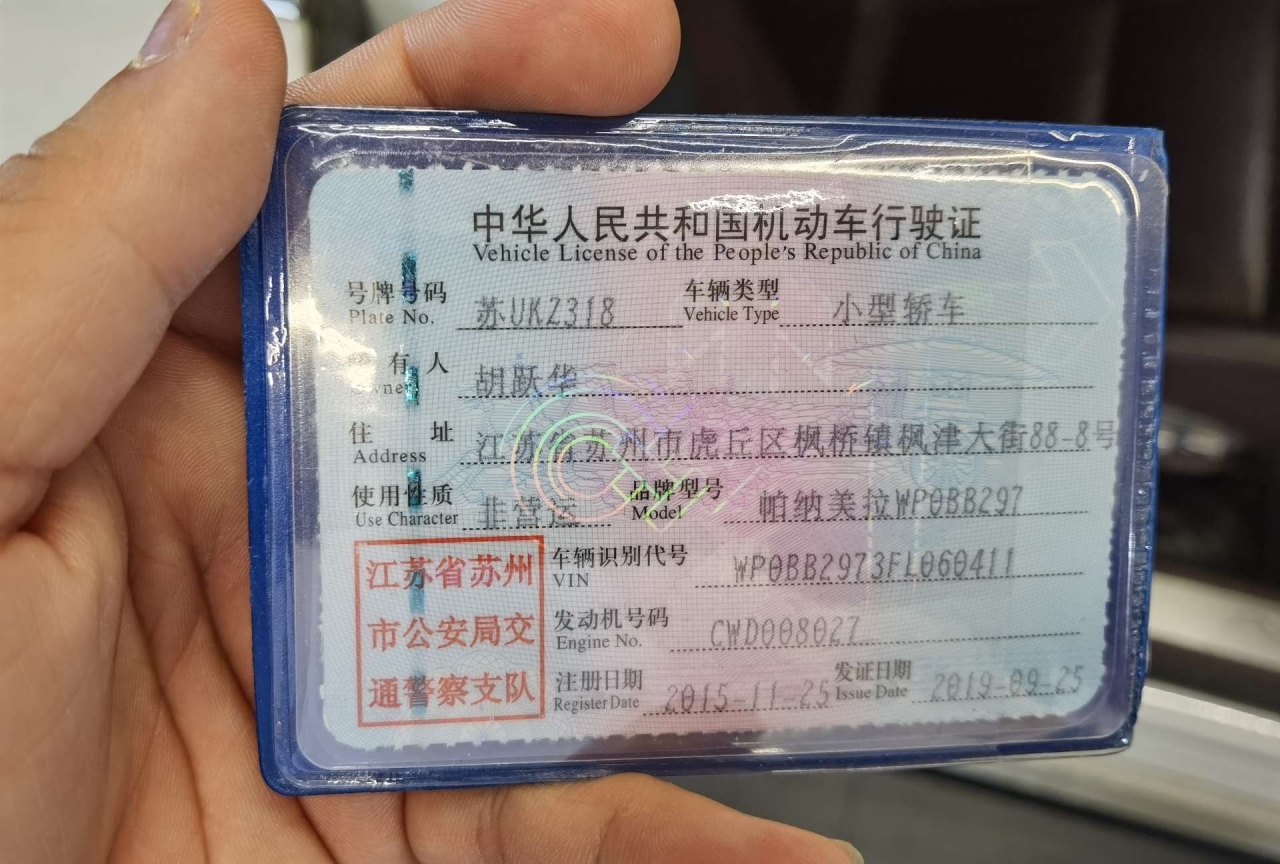 中华人民共和国机动车行驶证
Vehicle License of the People's Republic of China
号牌号码 苏UKZ318 车辆类型 小型轿车
Plate No. Vehicle Type
有人 胡跃华
Owner
住址 江苏省苏州市虎丘区枫桥镇枫津大街88-8号
Address
使用性质 非营运 品牌型号 帕纳美拉WP0BB297
Use Character Model
江苏省苏州
市公安局交
通警察支队
车辆识别代号 WP0BB2973FL060411
VIN
发动机号码 CWD008027
Engine No.
注册日期 2015-11-25 发证日期 2019-09-25
Register Date Issue Date